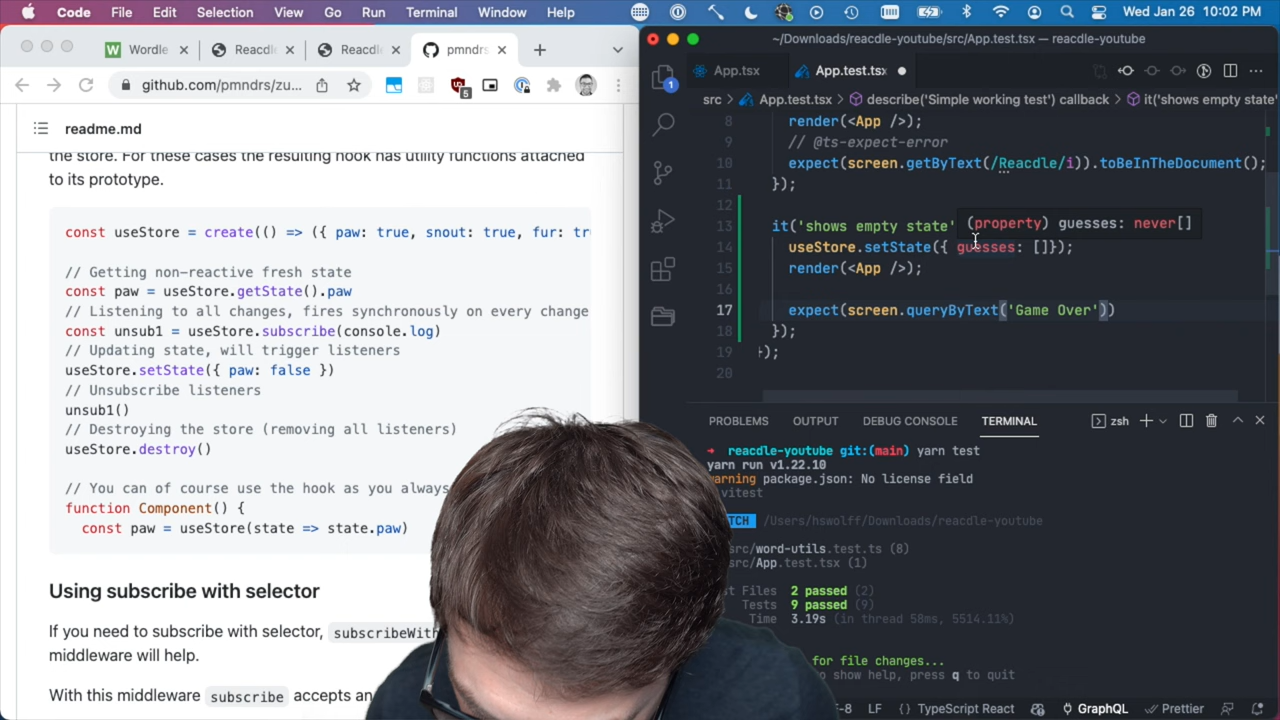 Code File Edit Selection View Go Run Terminal Window Help
Wed Jan 26 10:02 PM
Wordle
Reacdle
Reacdle
pmndrs
github.com/pmndrs/zu...
5
readme.md
the store. For these cases the resulting hook has utility functions attached
to its prototype.
const useStore = create(() => ({ paw: true, snout: true, fur: tr
// Getting non-reactive fresh state
const paw = useStore.getState().paw
// Listening to all changes, fires synchronously on every change
const unsub1 = useStore.subscribe(console.log)
// Updating state, will trigger listeners
useStore.setState({ paw: false })
// Unsubscribe listeners
unsub1()
// Destroying the store (removing all listeners)
useStore.destroy()
// You can of course use the hook as you always
function Component() {
const paw = useStore(state => state.paw)
Using subscribe with selector
If you need to subscribe with selector, subscribeWith
middleware will help.
With this middleware subscribe accepts an
~/Downloads/reacdle-youtube/src/App.test.tsx — reacdle-youtube
1
App.tsx
App.test.tsx
src > App.test.tsx > describe('Simple working test') callback > it('shows empty state'
8 render(<App />);
9 // @ts-expect-error
10 expect(screen.getByText(/Reacdle/i)).toBeInTheDocument();
11 });
12
it('shows empty state'
(property) guesses: never[]
14 useStore.setState({ guesses: []});
15 render(<App />);
16
17 expect(screen.queryByText('Game Over'))
18 });
19 });
20
PROBLEMS OUTPUT DEBUG CONSOLE TERMINAL
zsh
→ reacdle-youtube git:(main) yarn test
yarn run v1.22.10
warning package.json: No license field
vitest
/Users/hswolff/Downloads/reacdle-youtube
src/word-utils.test.ts (8)
src/App.test.tsx (1)
Files 2 passed (2)
Tests 9 passed (9)
Time 3.19s (in thread 58ms, 5514.11%)
for file changes...
to show help, press q to quit
LF
{} TypeScript React
GraphQL
Prettier